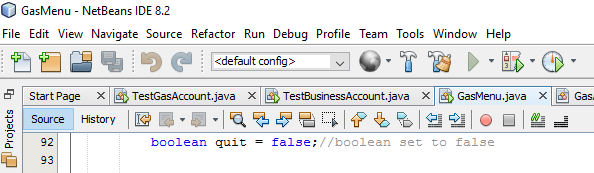 GasMenu - NetBeans IDE 8.2
File Edit View Navigate Source Refactor Run Debug Profile Team Tools Window Help
<default config>
Start Page TestGasAccount.java TestBusinessAccount.java GasMenu.java GasA
Projects
Source History
92 boolean quit = false;//boolean set to false
93